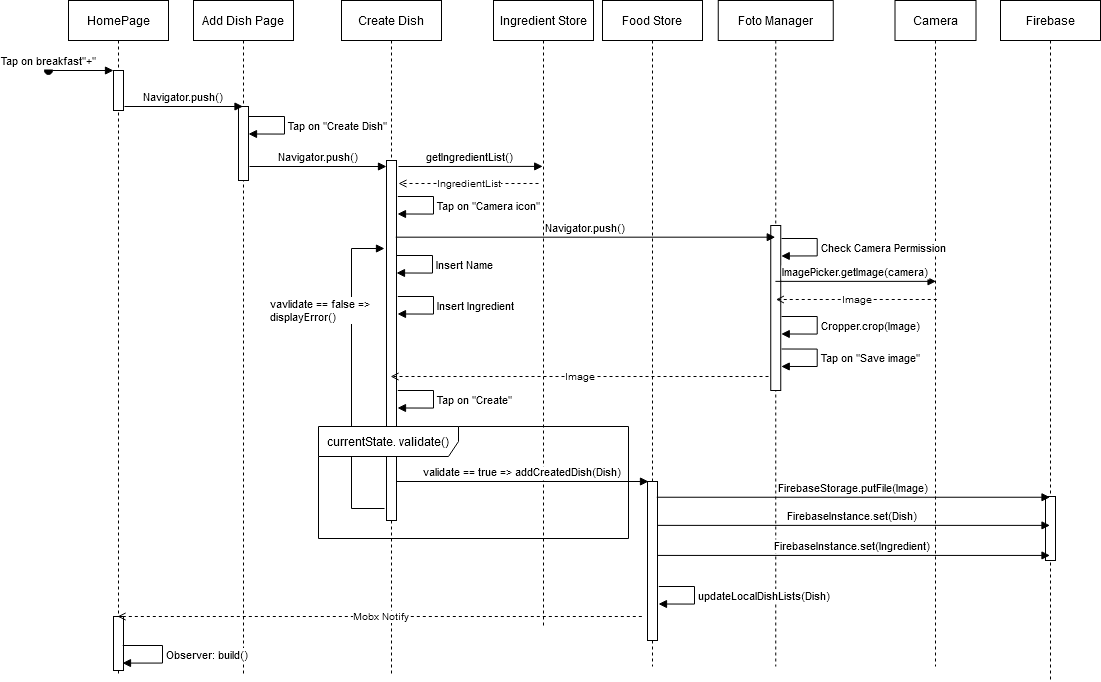 HomePage
Add Dish Page
Create Dish
Ingredient Store
Food Store
Foto Manager
Camera
Firebase
Tap on breakfast"+"
Navigator.push()
Tap on "Create Dish"
Navigator.push()
getIngredientList()
IngredientList
Tap on "Camera icon"
Navigator.push()
Check Camera Permission
Insert Name
ImagePicker.getImage(camera)
Image
vavlidate == false =>
displayError()
Insert Ingredient
Cropper.crop(Image)
Tap on "Save image"
Image
Tap on "Create"
currentState. validate()
validate == true => addCreatedDish(Dish)
FirebaseStorage.putFile(Image)
FirebaseInstance.set(Dish)
FirebaseInstance.set(Ingredient)
updateLocalDishLists(Dish)
Mobx Notify
Observer: build()